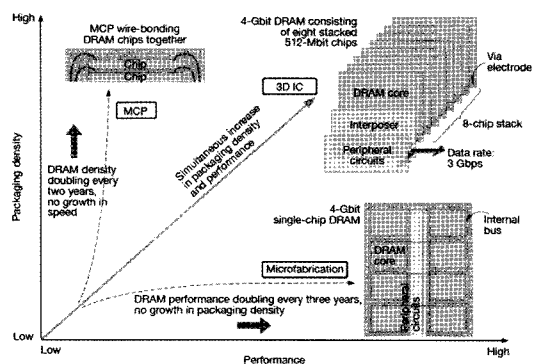 High
MCP wire-bonding
DRAM chips together
Chip
Chip
MCP
DRAM density
doubling every
two years,
no growth in
speed
Packaging density
4-Gbit DRAM consisting
of eight stacked
512-Mbit chips
3D IC
Simultaneous increase
in packaging density
and performance
Via
electrode
DRAM core
Interposer
Peripheral
circuits
8-chip stack
Data rate:
3 Gbps
4-Gbit
single-chip DRAM
Internal
bus
DRAM
core
Peripheral
circuits
Microfabrication
DRAM performance doubling every three years,
no growth in packaging density
Low
Low
Performance
High